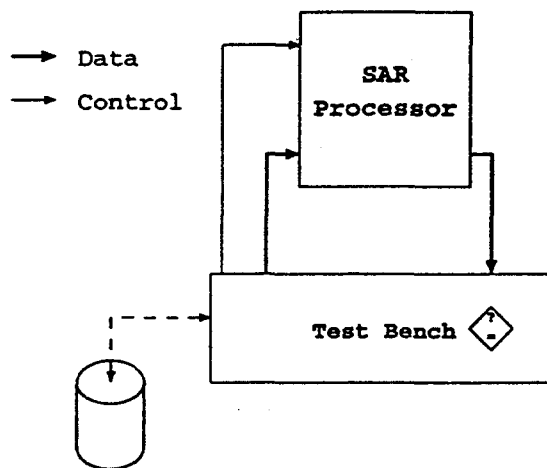 Data
Control
SAR
Processor
Test Bench
?
=